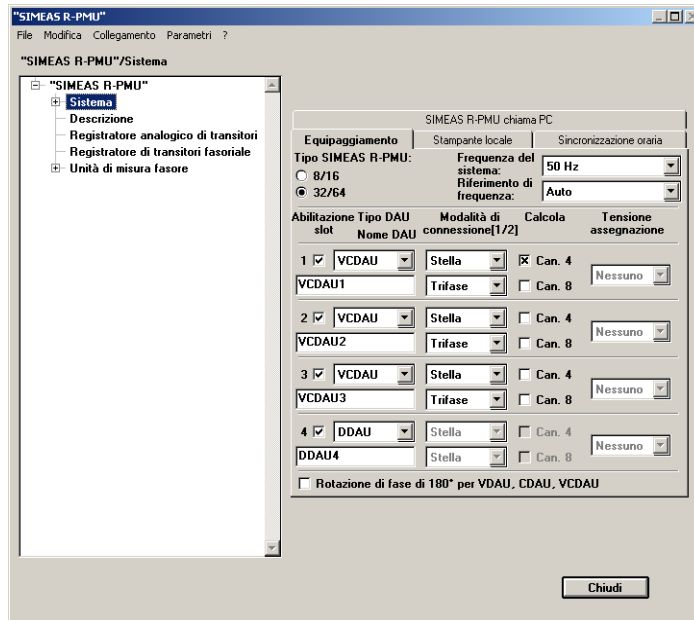 "SIMEAS R-PMU"
File Modifica Collegamento Parametri ?
"SIMEAS R-PMU"/Sistema
"SIMEAS R-PMU"
Sistema
Descrizione
Registratore analogico di transitori
Registratore di transitori fasoriale
Unità di misura fasore
SIMEAS R-PMU chiama PC
Equipaggiamento Stampante locale Sincronizzazione oraria
Tipo SIMEAS R-PMU:
8/16
32/64
Frequenza del sistema: 50 Hz
Riferimento di frequenza: Auto
Abilitazione slot Tipo DAU Nome DAU Modalità di connessione[1/2] Calcola Tensione assegnazione
1 VCDAU Stella Can. 4 Nessuno
VCDAU1 Trifase Can. 8
2 VCDAU Stella Can. 4 Nessuno
VCDAU2 Trifase Can. 8
3 VCDAU Stella Can. 4 Nessuno
VCDAU3 Trifase Can. 8
4 DDAU Stella Can. 4 Nessuno
DDAU4 Stella Can. 8
Rotazione di fase di 180° per VDAU, CDAU, VCDAU
Chiudi